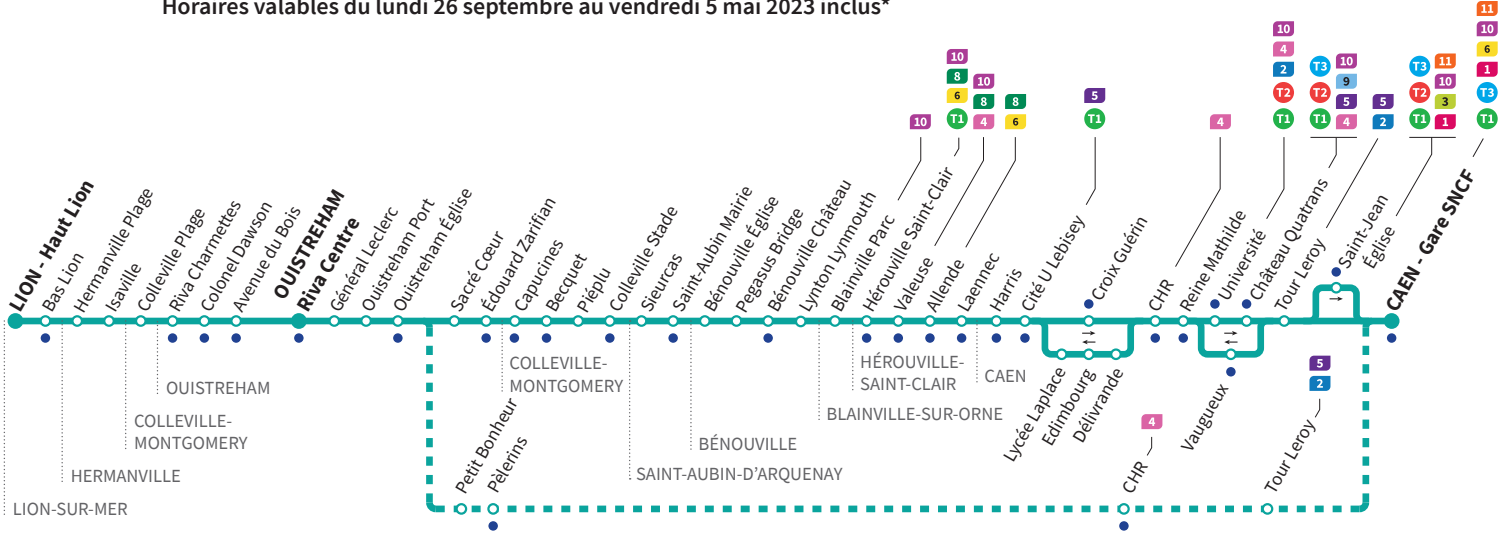 Horaires valables du lundi 26 septembre au vendredi 5 mai 2023 inclus*
LION - Haut Lion
Bas Lion
Hermanville Plage
Isaville
Colleville Plage
Riva Charmettes
Colonel Dawson
Avenue du Bois
OUISTREHAM
Riva Centre
Général Leclerc
Ouistreham Port
Ouistreham Église
Sacré Cœur
Édouard Zarifian
Capucines
Becquet
Piéplu
Colleville Stade
Sieurcas
Saint-Aubin Mairie
Bénouville Église
Pegasus Bridge
Bénouville Château
Lynton Lynmouth
Blainville Parc
10
Hérouville Saint-Clair
10
8
6
T1
Valeuse
10
8
4
Allende
8
6
Laennec
Harris
Cité U Lebisey
5
T1
Croix Guérin
CHR
4
Reine Mathilde
Université
10
4
2
T2
T1
Château Quatrans
T3 10
9
T2 5
T1 4
Tour Leroy
5
2
Saint-Jean
Église
T3 11
10
T2 3
T1 1
CAEN - Gare SNCF
11
10
6
1
T3
T1
Lycée Laplace
Edimbourg
Délivrande
Vaugueux
LION-SUR-MER
HERMANVILLE
COLLEVILLE-
MONTGOMERY
OUISTREHAM
COLLEVILLE-
MONTGOMERY
SAINT-AUBIN-D'ARQUENAY
BÉNOUVILLE
BLAINVILLE-SUR-ORNE
HÉROUVILLE-
SAINT-CLAIR
CAEN
Petit Bonheur
Pèlerins
CHR
4
Tour Leroy
5
2